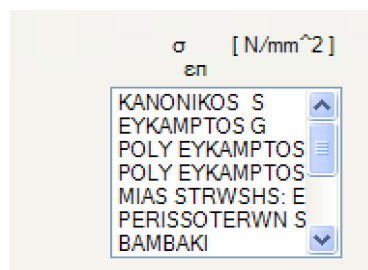 σ [ N/mm^2 ]
επ
KANONIKOS S
EYKAMPTOS G
POLY EYKAMPTOS
POLY EYKAMPTOS
MIAS STRWSHS: E
PERISSOTERWN S
BAMBAKI